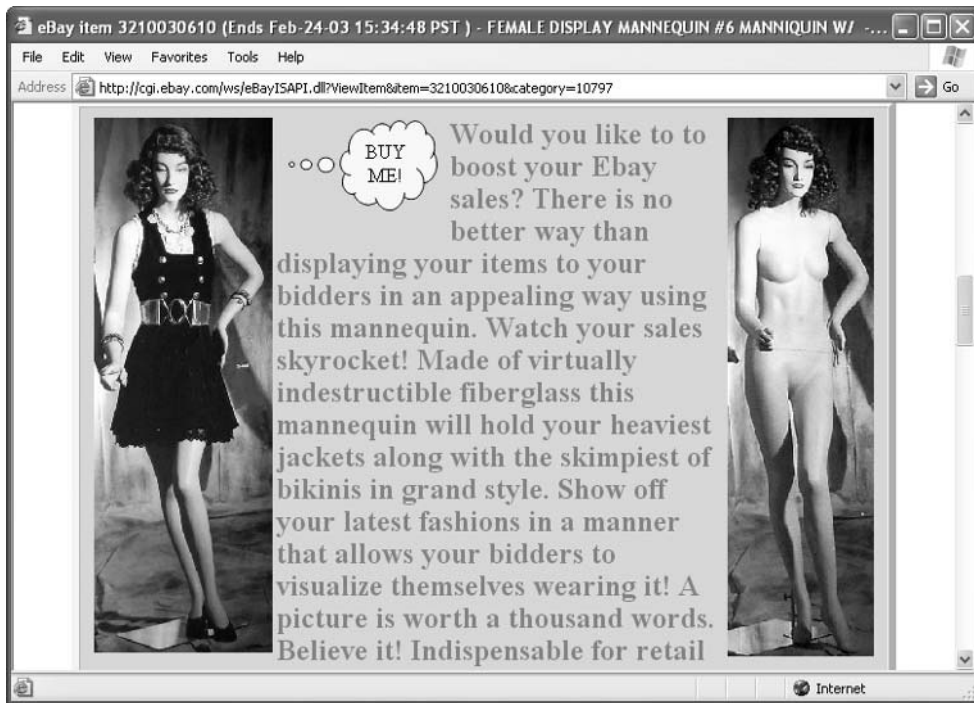 eBay item 3210030610 (Ends Feb-24-03 15:34:48 PST ) - FEMALE DISPLAY MANNEQUIN #6 MANNIQUIN W/ -...
File Edit View Favorites Tools Help
Address http://cgi.ebay.com/ws/eBayISAPI.dll?ViewItem&item=3210030610&category=10797 Go
BUY
ME!
Would you like to to
boost your Ebay
sales? There is no
better way than
displaying your items to your
bidders in an appealing way using
this mannequin. Watch your sales
skyrocket! Made of virtually
indestructible fiberglass this
mannequin will hold your heaviest
jackets along with the skimpiest of
bikinis in grand style. Show off
your latest fashions in a manner
that allows your bidders to
visualize themselves wearing it! A
picture is worth a thousand words.
Believe it! Indispensable for retail
Internet